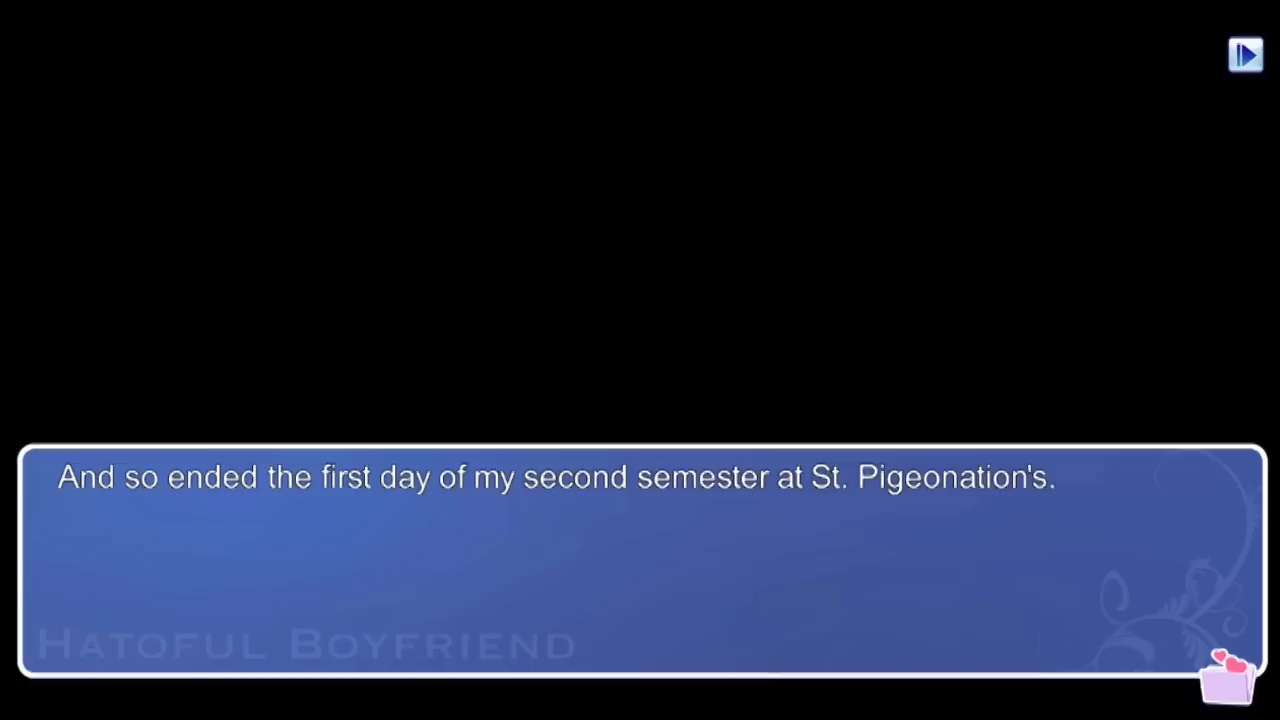 And so ended the first day of my second semester at St. Pigeonation's.
HATOFUL BOYFRIEND